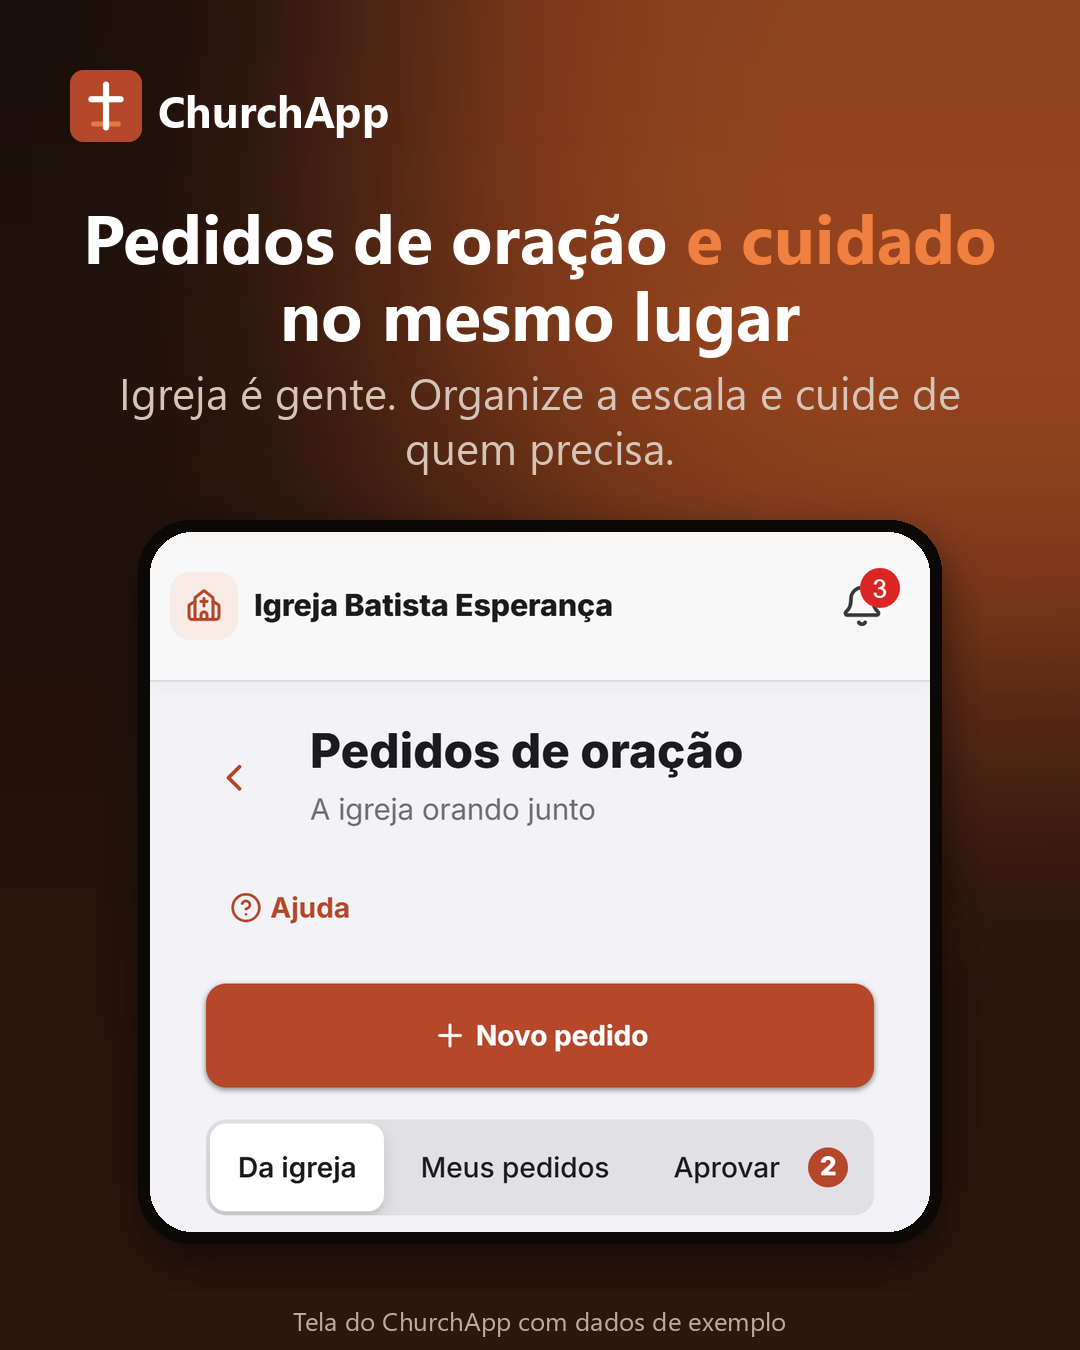 ChurchApp
Pedidos de oração e cuidado
no mesmo lugar
Igreja é gente. Organize a escala e cuide de
quem precisa.
Igreja Batista Esperança
3
Pedidos de oração
A igreja orando junto
Ajuda
Novo pedido
Da igreja Meus pedidos Aprovar 2
Tela do ChurchApp com dados de exemplo